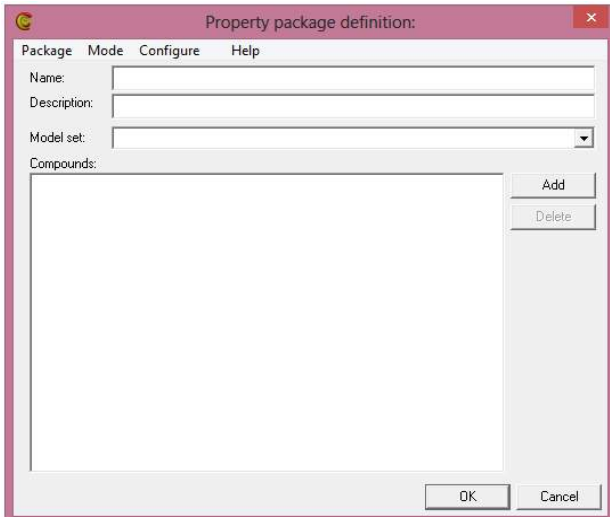 Property package definition:
Package Mode Configure Help
Name:
Description:
Model set:
Compounds:
Add
Delete
OK Cancel